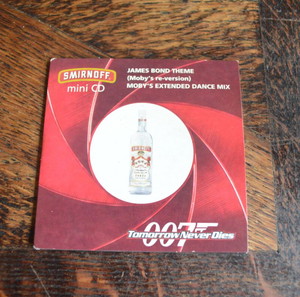 SMIRNOFF
mini CD
JAMES BOND THEME
(Moby's re-version)
MOBY'S EXTENDED DANCE MIX
SMIRNOFF
007
Tomorrow Never Dies